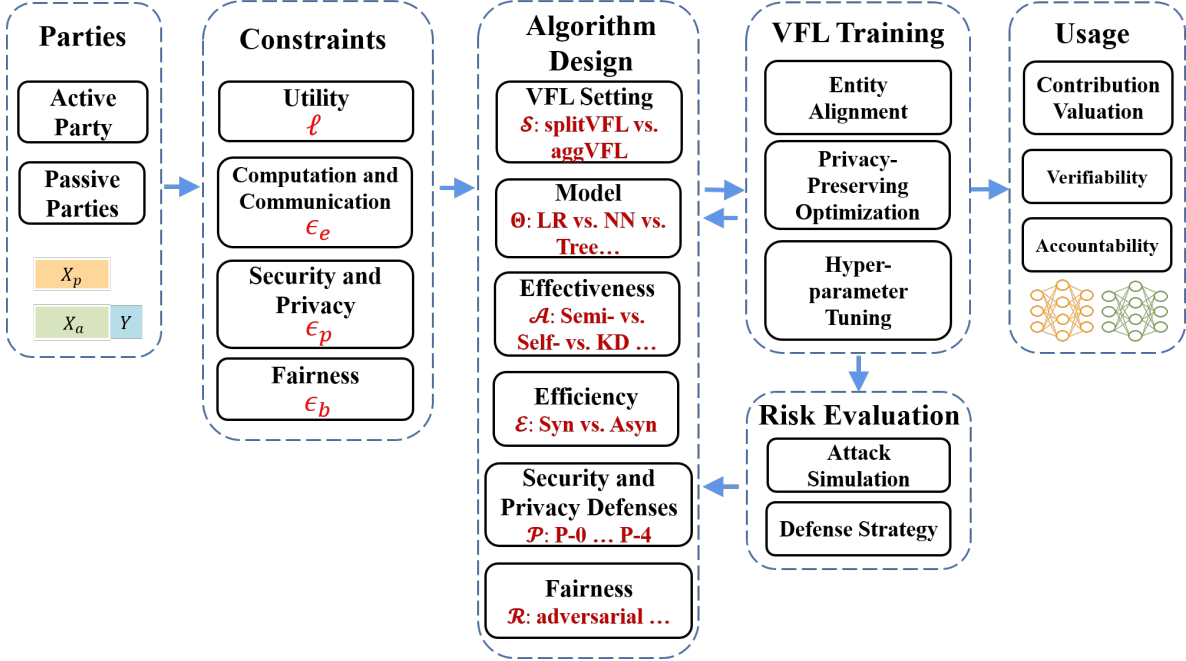 Parties
Active
Party
Passive
Parties
X_p
X_a
Y
Constraints
Utility
ℓ
Computation and
Communication
ϵ_e
Security and
Privacy
ϵ_p
Fairness
ϵ_b
Algorithm
Design
VFL Setting
𝒮: splitVFL vs.
aggVFL
Model
Θ: LR vs. NN vs.
Tree…
Effectiveness
𝒜: Semi- vs.
Self- vs. KD …
Efficiency
ℰ: Syn vs. Asyn
Security and
Privacy Defenses
𝒫: P-0 … P-4
Fairness
ℛ: adversarial …
VFL Training
Entity
Alignment
Privacy-
Preserving
Optimization
Hyper-
parameter
Tuning
Risk Evaluation
Attack
Simulation
Defense Strategy
Usage
Contribution
Valuation
Verifiability
Accountability